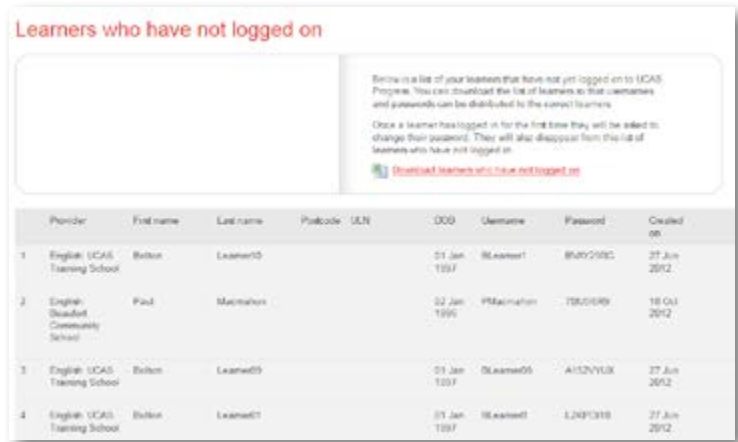 Learners who have not logged on
Below is a list of your learners that have not yet logged on to UCAS
Progress. You can download the list of learners so that usernames
and passwords can be distributed to the correct learners.
Once a learner has logged in for the first time they will be asked to
change their password. They will also disappear from this list of
learners who have not logged in.
Download learners who have not logged on
Provider First name Last name Postcode ULN DOB Username Password Created
on
1 English UCAS Bolton 01 Jan 27 Jun
Training School 1997 2012
2 English Paul Macmahon 02 Jan PMacmahon 18 Oct
Community
School
2012
3 English UCAS Bolton 01 Jan 27 Jun
Training School 1997 2012
4 English UCAS Bolton 01 Jan 27 Jun
Training School 1997 2012